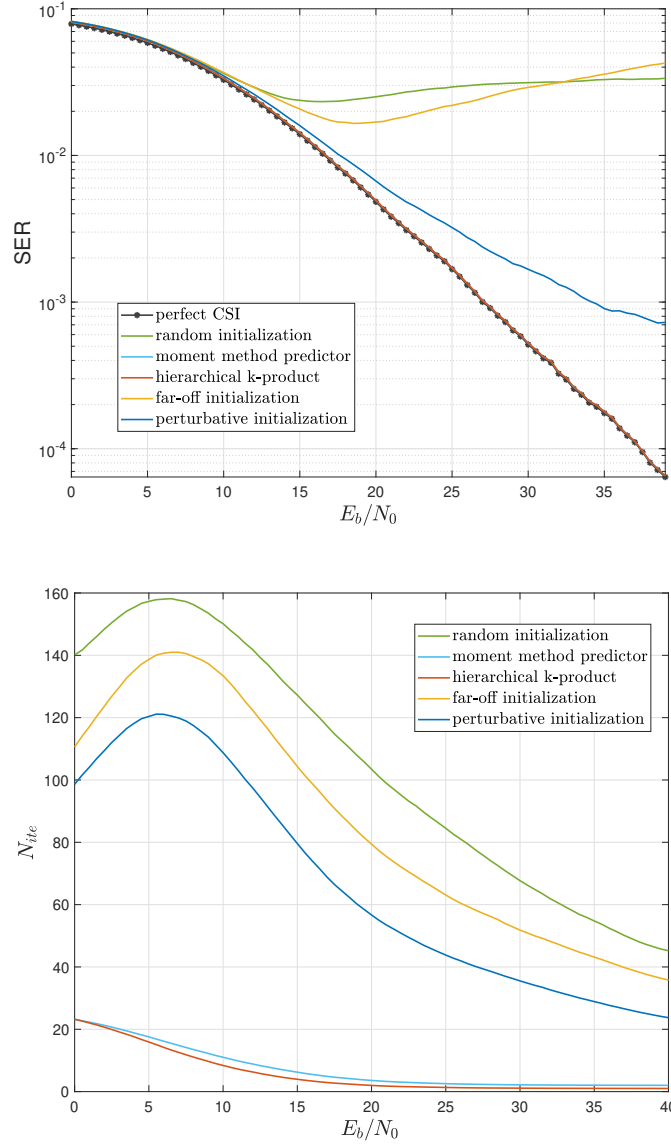 10^-1
10^-2
10^-3
10^-4
SER
perfect CSI
random initialization
moment method predictor
hierarchical k-product
far-off initialization
perturbative initialization
0 5 10 15 20 25 30 35
E_b/N_0
160
140
120
100
80
60
40
20
0
N_ite
random initialization
moment method predictor
hierarchical k-product
far-off initialization
perturbative initialization
0 5 10 15 20 25 30 35 40
E_b/N_0